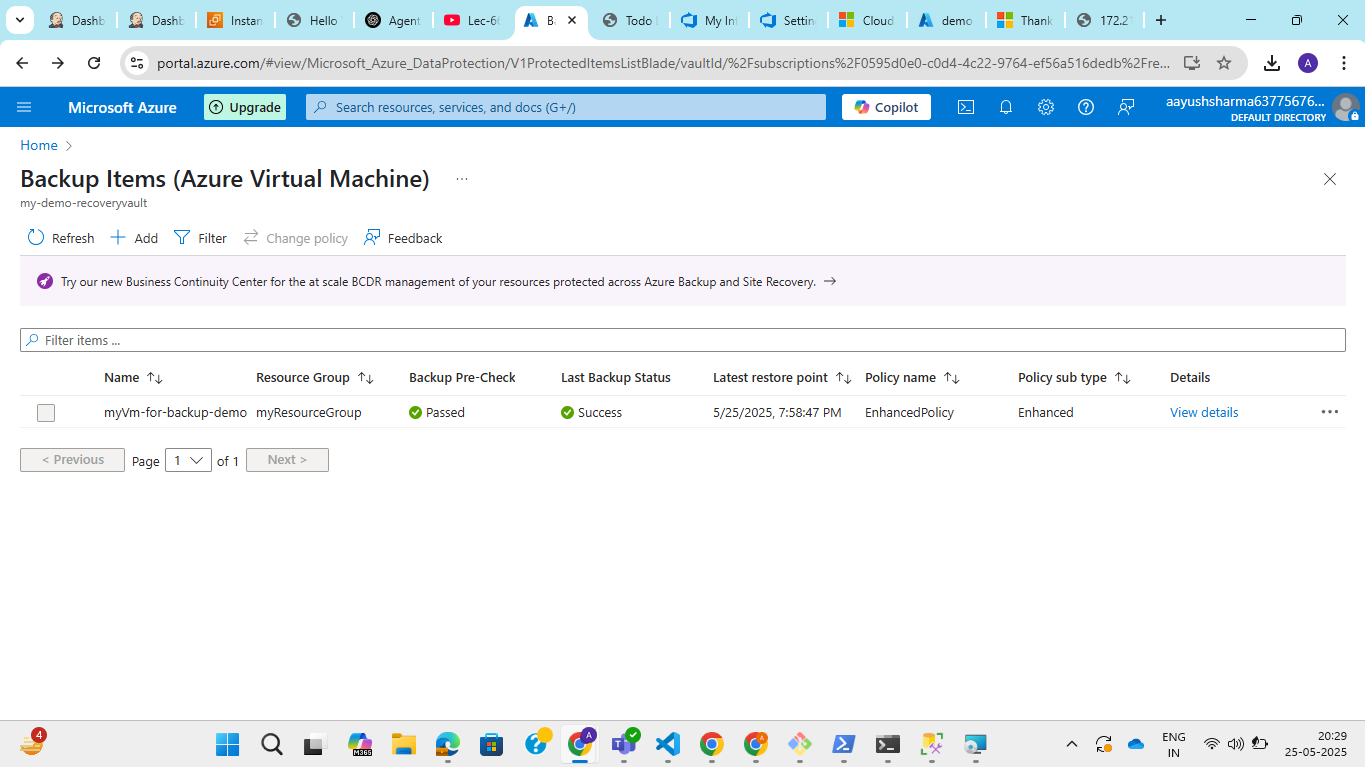 Dashb
Dashb
Instan
Hello
Agent
Lec-6
Ba
Todo
My In
Settin
Cloud
demo
Thank
172.2
portal.azure.com/#view/Microsoft_Azure_DataProtection/V1ProtectedItemsListBlade/vaultId/%2Fsubscriptions%2F0595d0e0-c0d4-4c22-9764-ef56a516dedb%2Fre...
A
Microsoft Azure
Upgrade
Search resources, services, and docs (G+/)
Copilot
aayushsharma63775676...
DEFAULT DIRECTORY
Home
Backup Items (Azure Virtual Machine)
...
my-demo-recoveryvault
Refresh
Add
Filter
Change policy
Feedback
Try our new Business Continuity Center for the at scale BCDR management of your resources protected across Azure Backup and Site Recovery.
Filter items ...
Name Resource Group Backup Pre-Check Last Backup Status Latest restore point Policy name Policy sub type Details
myVm-for-backup-demo myResourceGroup Passed Success 5/25/2025, 7:58:47 PM EnhancedPolicy Enhanced View details
< Previous Page 1 of 1 Next >
4
M365
A
A
ENG
IN
20:29
25-05-2025